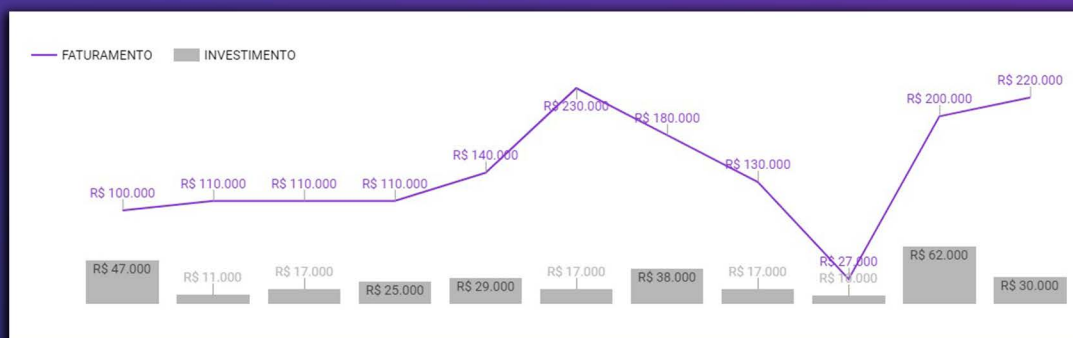 FATURAMENTO INVESTIMENTO
R$ 220.000
R$ 200.000
R$ 230.000
R$ 180.000
R$ 140.000
R$ 130.000
R$ 100.000 R$ 110.000 R$ 110.000 R$ 110.000
R$ 27.000
R$ 47.000 R$ 11.000 R$ 17.000 R$ 25.000 R$ 29.000 R$ 17.000 R$ 38.000 R$ 17.000 R$ R$ 62.000 R$ 30.000